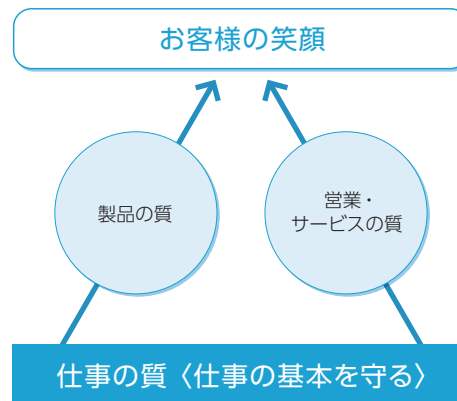 お客様の笑顔
製品の質
営業・
サービスの質
仕事の質〈仕事の基本を守る〉